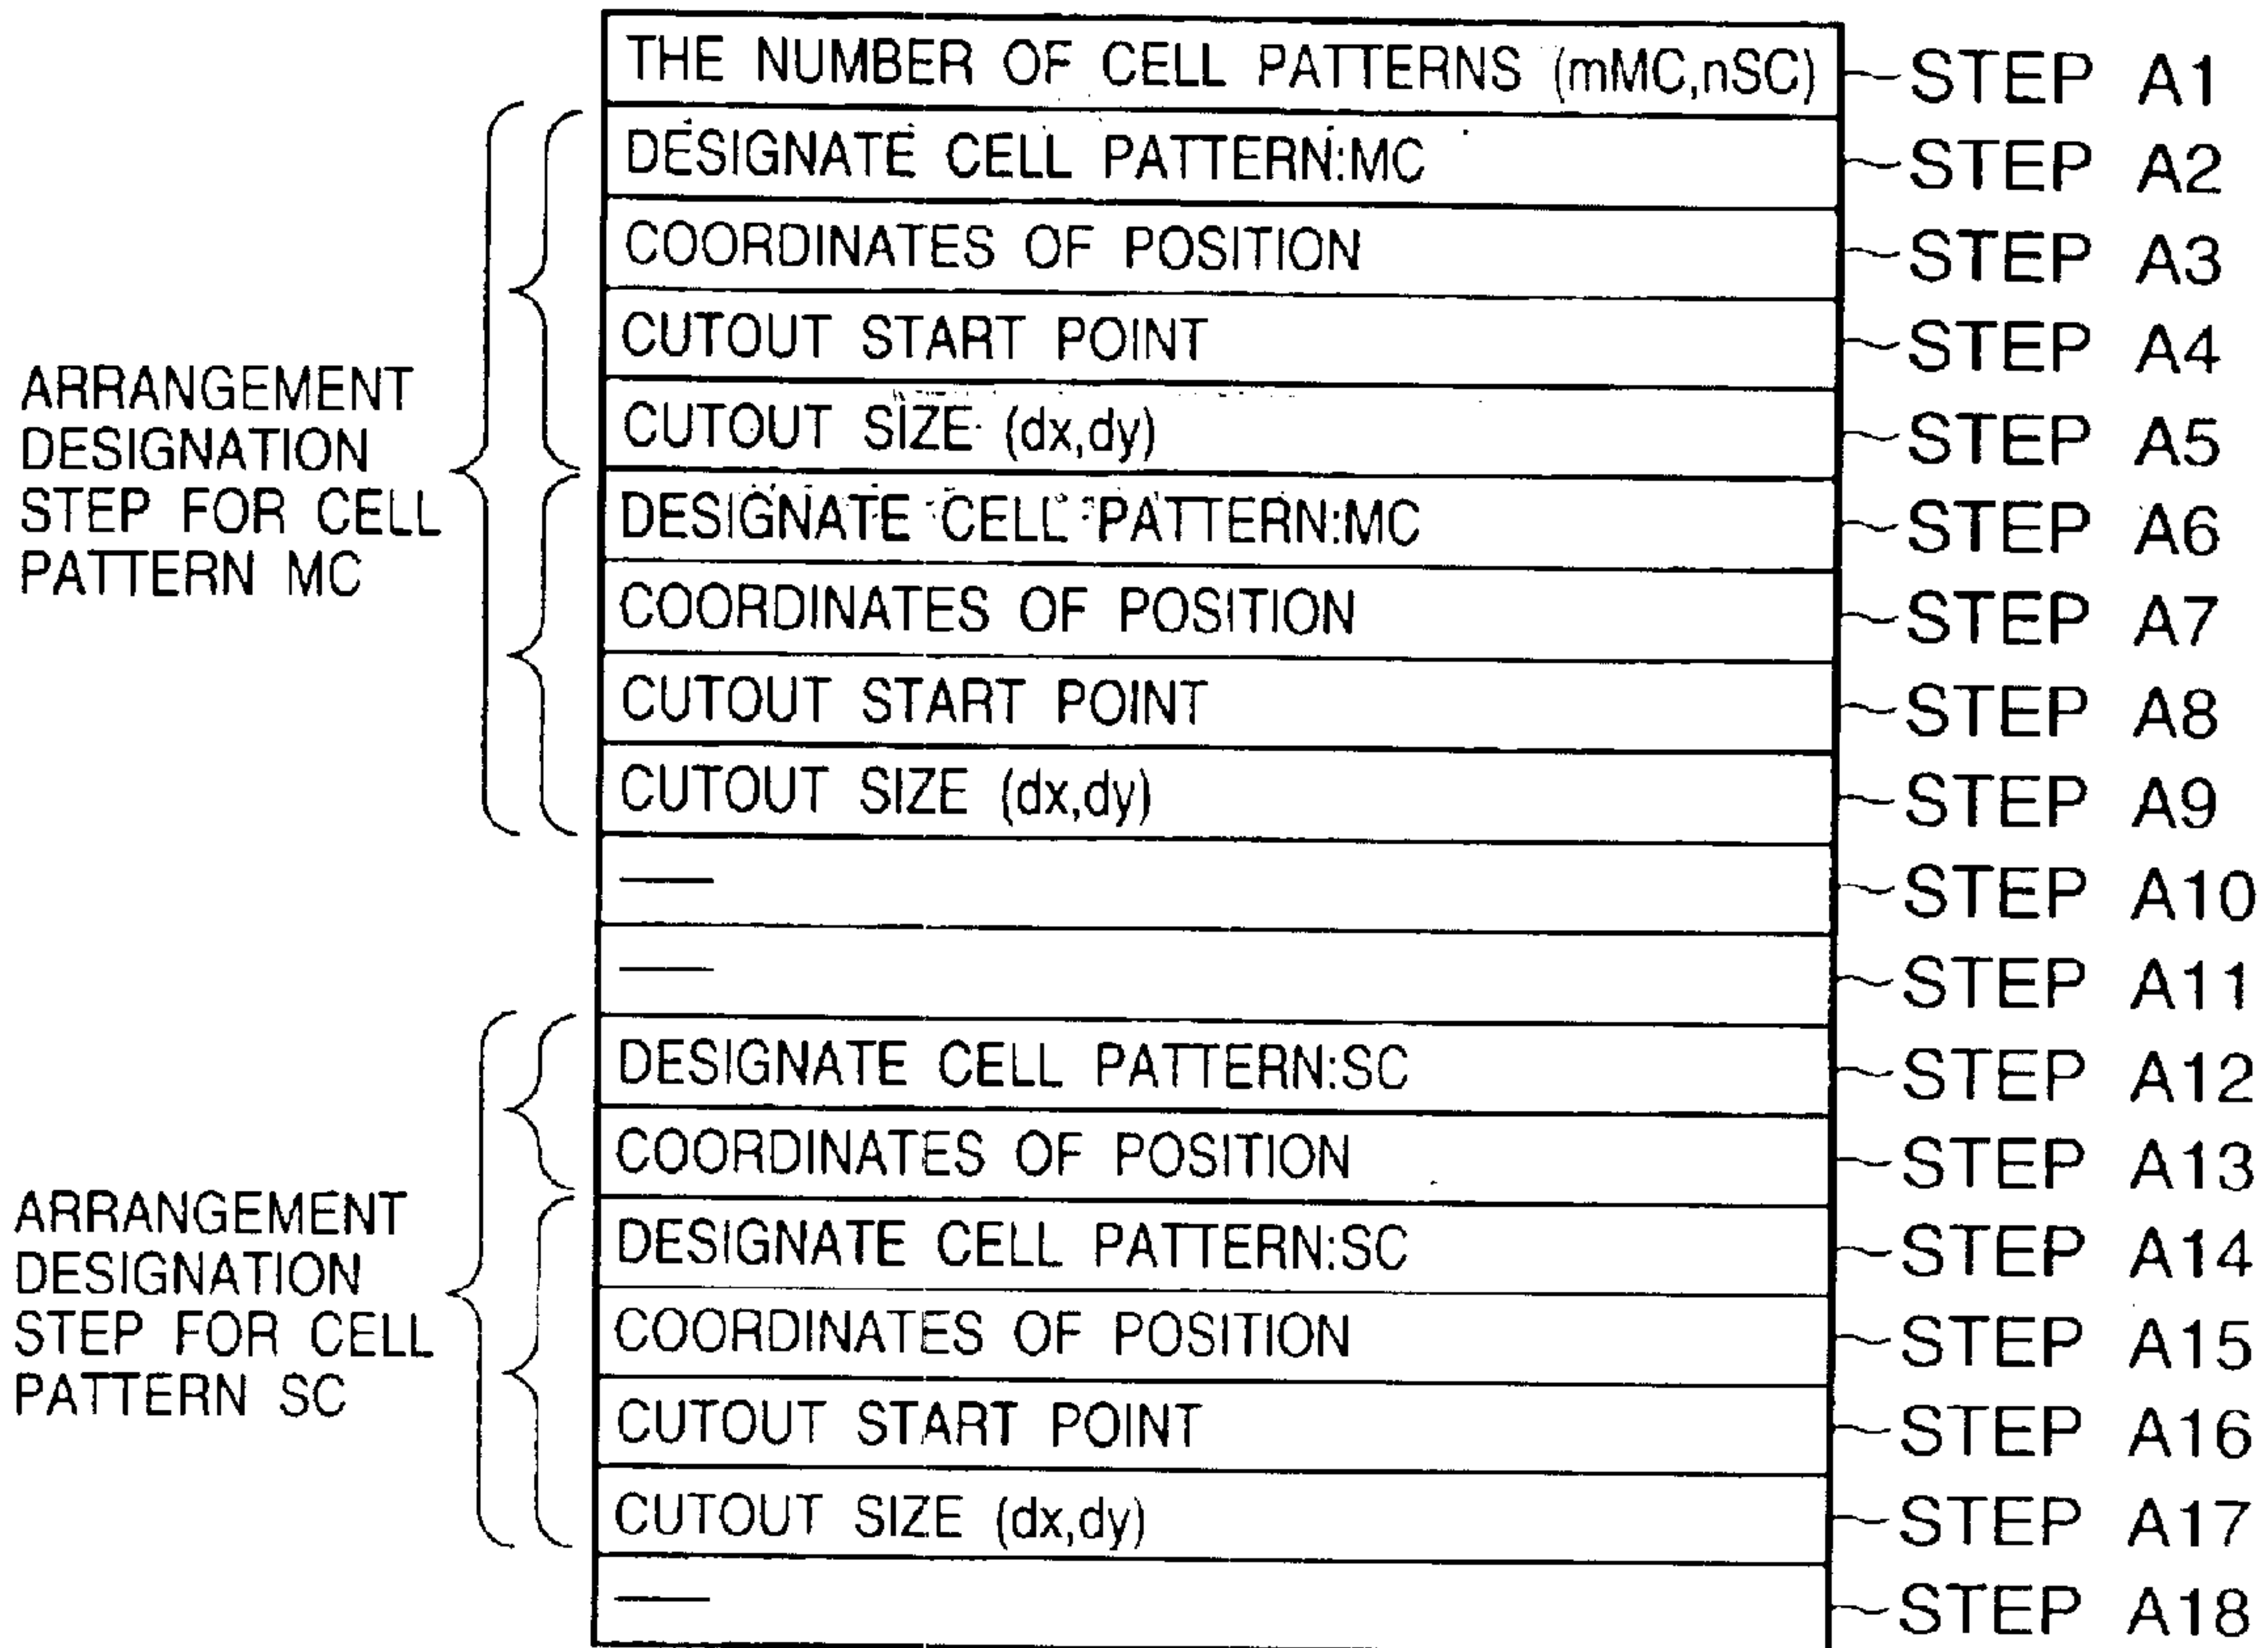 THE NUMBER OF CELL PATTERNS (mMC,nSC) STEP A1
DESIGNATE CELL PATTERN:MC STEP A2
COORDINATES OF POSITION STEP A3
CUTOUT START POINT STEP A4
CUTOUT SIZE (dx,dy) STEP A5
DESIGNATE CELL PATTERN:MC STEP A6
COORDINATES OF POSITION STEP A7
CUTOUT START POINT STEP A8
CUTOUT SIZE (dx,dy) STEP A9
— STEP A10
— STEP A11
DESIGNATE CELL PATTERN:SC STEP A12
COORDINATES OF POSITION STEP A13
DESIGNATE CELL PATTERN:SC STEP A14
COORDINATES OF POSITION STEP A15
CUTOUT START POINT STEP A16
CUTOUT SIZE (dx,dy) STEP A17
— STEP A18
ARRANGEMENT
DESIGNATION
STEP FOR CELL
PATTERN MC
ARRANGEMENT
DESIGNATION
STEP FOR CELL
PATTERN SC